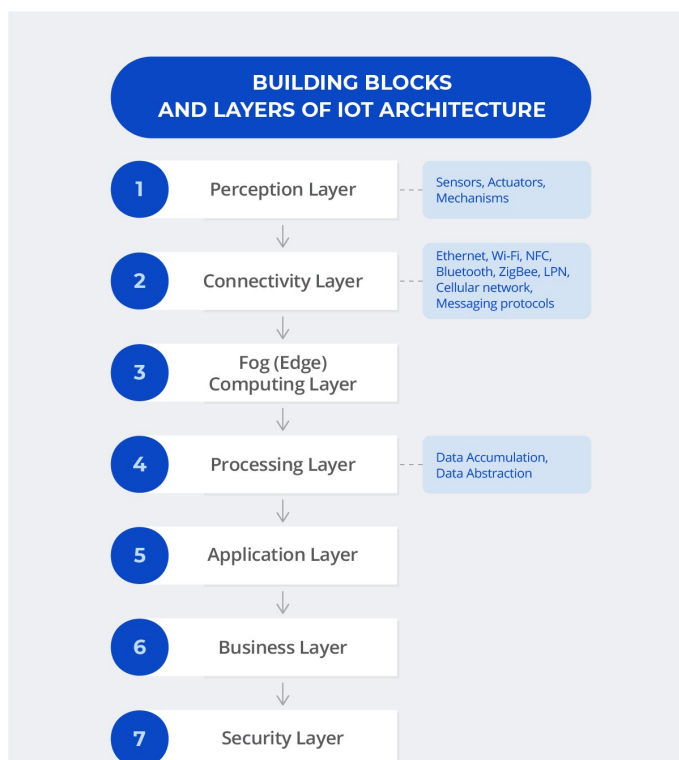 BUILDING BLOCKS
AND LAYERS OF IOT ARCHITECTURE
1
Perception Layer
Sensors, Actuators,
Mechanisms
2
Connectivity Layer
Ethernet, Wi-Fi, NFC,
Bluetooth, ZigBee, LPN,
Cellular network,
Messaging protocols
3
Fog (Edge)
Computing Layer
4
Processing Layer
Data Accumulation,
Data Abstraction
5
Application Layer
6
Business Layer
7
Security Layer